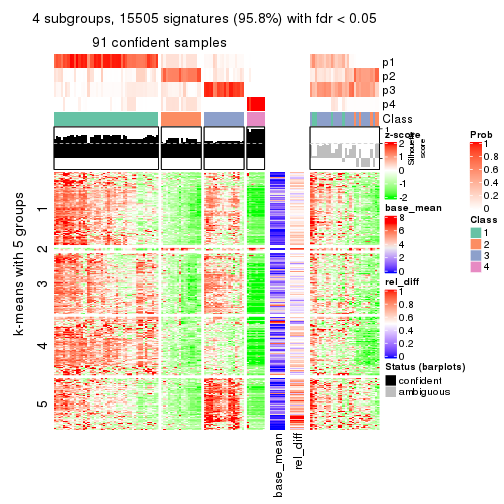 4 subgroups, 15505 signatures (95.8%) with fdr < 0.05
91 confident samples
p1
p2
p3
p4
Class
1
Silhouette
score
z-score
2
1
0
-1
-2
base_mean
8
6
4
2
0
rel_diff
1
0.8
0.6
0.4
0.2
0
Status (barplots)
confident
ambiguous
Prob
1
0.8
0.6
0.4
0.2
0
Class
1
2
3
4
k-means with 5 groups
1
2
3
4
5
base_mean
rel_diff